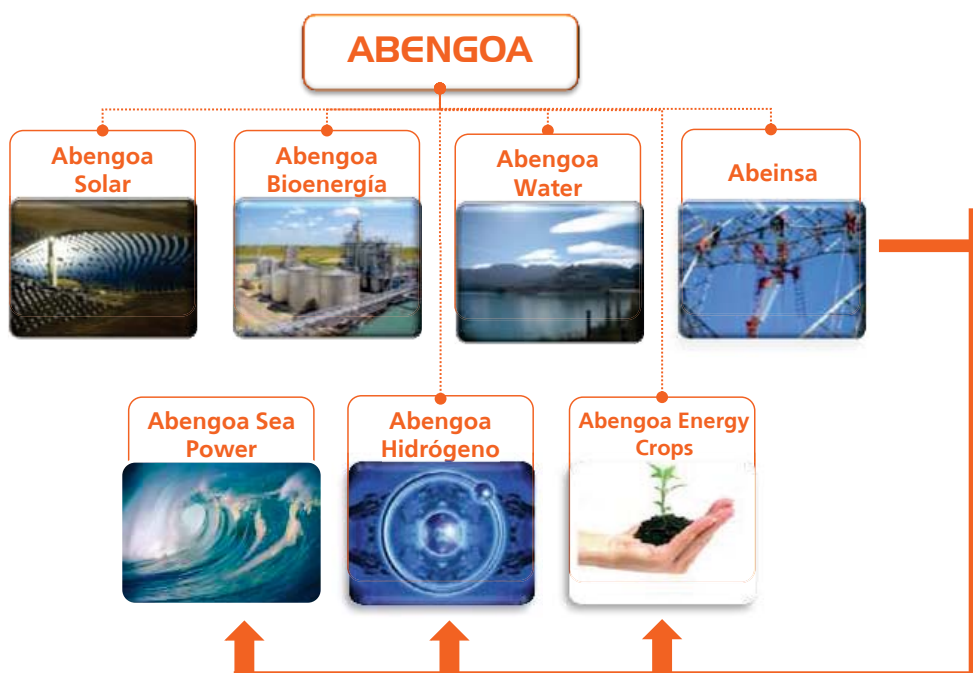 ABENGOA
Abengoa
Solar
Abengoa
Bioenergía
Abengoa
Water
Abeinsa
Abengoa Sea
Power
Abengoa
Hidrógeno
Abengoa Energy
Crops